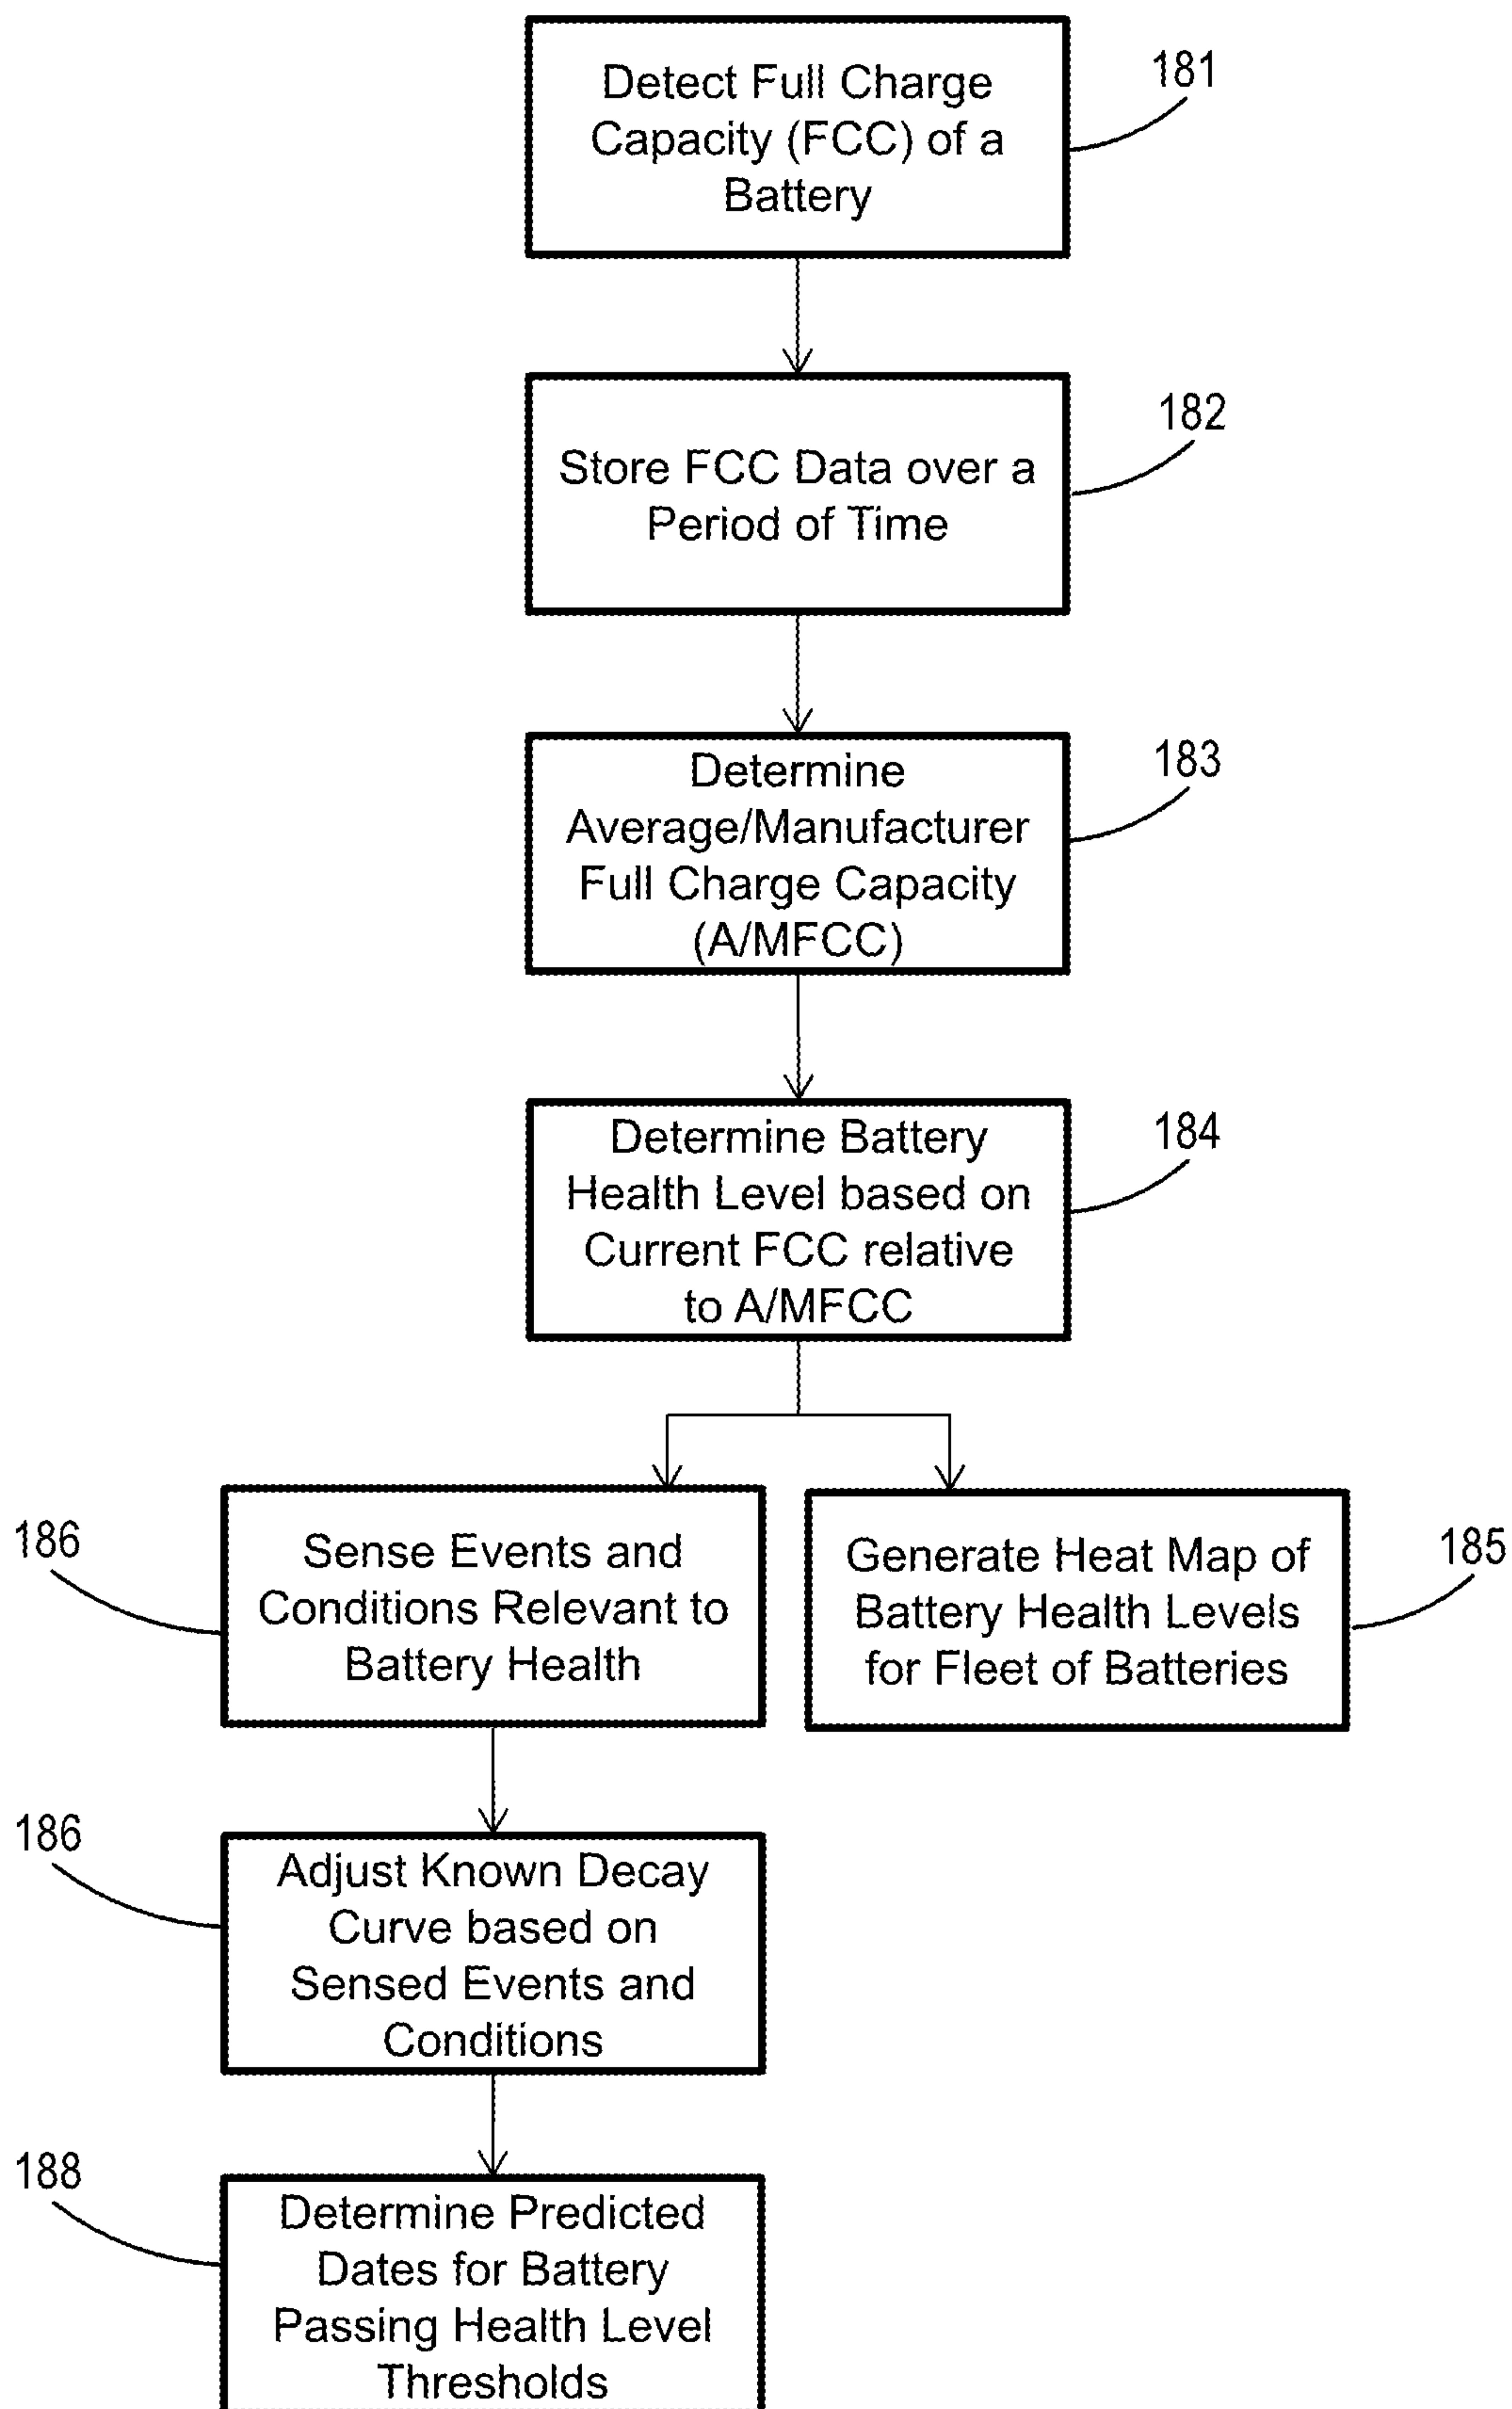 Detect Full Charge
Capacity (FCC) of a
Battery
181
Store FCC Data over a
Period of Time
182
Determine
Average/Manufacturer
Full Charge Capacity
(A/MFCC)
183
Determine Battery
Health Level based on
Current FCC relative
to A/MFCC
184
186
Sense Events and
Conditions Relevant to
Battery Health
Generate Heat Map of
Battery Health Levels
for Fleet of Batteries
185
186
Adjust Known Decay
Curve based on
Sensed Events and
Conditions
188
Determine Predicted
Dates for Battery
Passing Health Level
Thresholds